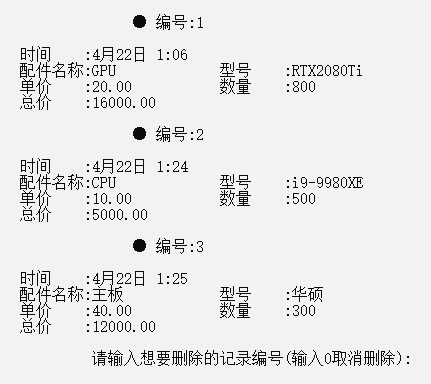 ● 编号:1
时间 :4月22日 1:06
配件名称:GPU 型号 :RTX2080Ti
单价 :20.00 数量 :800
总价 :16000.00
● 编号:2
时间 :4月22日 1:24
配件名称:CPU 型号 :i9-9980XE
单价 :10.00 数量 :500
总价 :5000.00
● 编号:3
时间 :4月22日 1:25
配件名称:主板 型号 :华硕
单价 :40.00 数量 :300
总价 :12000.00
请输入想要删除的记录编号(输入0取消删除):